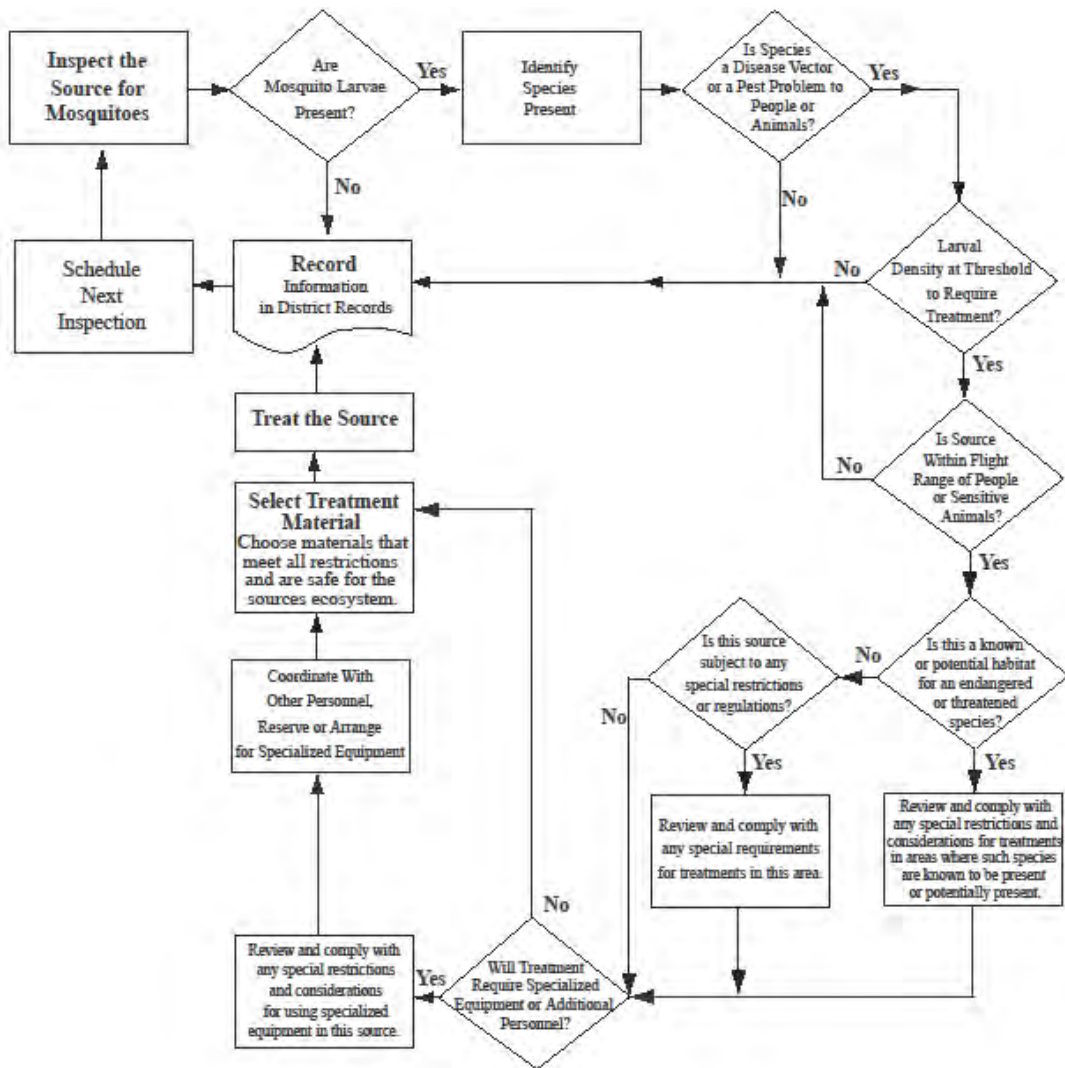 Inspect the
Source for
Mosquitoes
Are
Mosquito Larvae
Present?
Yes
No
Identify
Species
Present
Is Species
a Disease Vector
or a Pest Problem to
People or
Animals?
Yes
No
Larval
Density at Threshold
to Require
Treatment?
No
Yes
Schedule
Next
Inspection
Record
Information
in District Records
Treat the Source
Is Source
Within Flight
Range of People
or Sensitive
Animals?
No
Yes
Select Treatment
Material
Choose materials that
meet all restrictions
and are safe for the
sources ecosystem.
Is this a known
or potential habitat
for an endangered
or threatened
species?
No
Yes
Is this source
subject to any
special restrictions
or regulations?
No
Yes
Coordinate With
Other Personnel,
Reserve or Arrange
for Specialized Equipment
Review and comply with
any special requirements
for treatments in this area.
Review and comply with
any special restrictions and
considerations for treatments
in areas where such species
are known to be present
or potentially present.
Will Treatment
Require Specialized
Equipment or Additional
Personnel?
No
Yes
Review and comply with
any special restrictions
and considerations
for using specialized
equipment in this source.